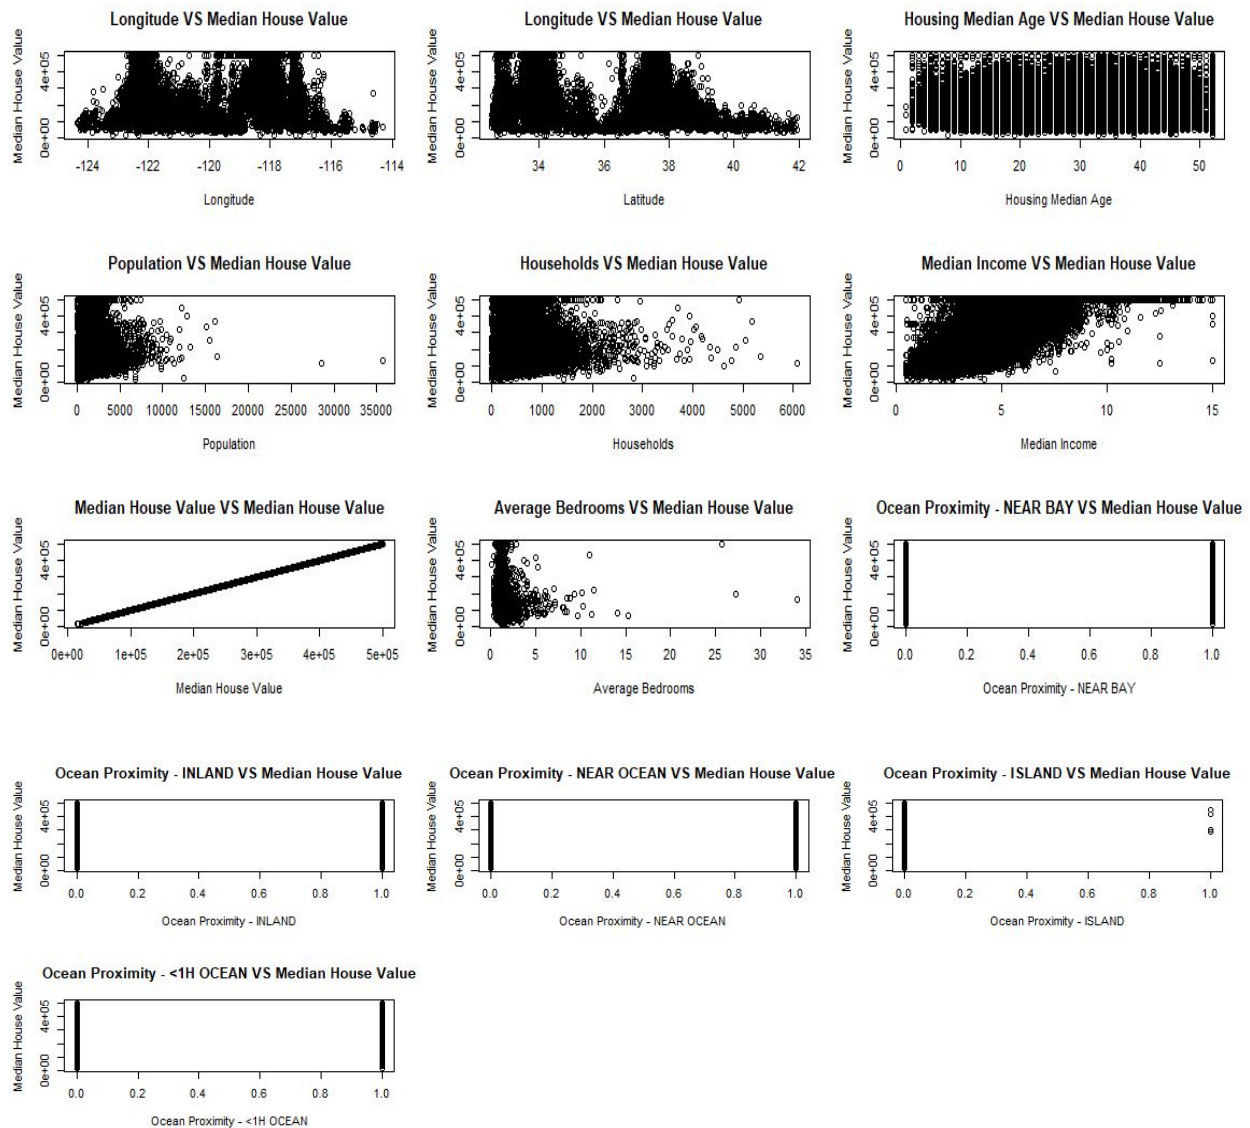 Longitude VS Median House Value
Median House Value
0e+00 4e+05
-124 -122 -120 -118 -116 -114
Longitude
Longitude VS Median House Value
Median House Value
0e+00 4e+05
34 36 38 40 42
Latitude
Housing Median Age VS Median House Value
Median House Value
0e+00 4e+05
0 10 20 30 40 50
Housing Median Age
Population VS Median House Value
Median House Value
0e+00 4e+05
0 5000 10000 15000 20000 25000 30000 35000
Population
Households VS Median House Value
Median House Value
0e+00 4e+05
0 1000 2000 3000 4000 5000 6000
Households
Median Income VS Median House Value
Median House Value
0e+00 4e+05
0 5 10 15
Median Income
Median House Value VS Median House Value
Median House Value
0e+00 4e+05
0e+00 1e+05 2e+05 3e+05 4e+05 5e+05
Median House Value
Average Bedrooms VS Median House Value
Median House Value
0e+00 4e+05
0 5 10 15 20 25 30 35
Average Bedrooms
Ocean Proximity - NEAR BAY VS Median House Value
Median House Value
0e+00 4e+05
0.0 0.2 0.4 0.6 0.8 1.0
Ocean Proximity - NEAR BAY
Ocean Proximity - INLAND VS Median House Value
Median House Value
0e+00 4e+05
0.0 0.2 0.4 0.6 0.8 1.0
Ocean Proximity - INLAND
Ocean Proximity - NEAR OCEAN VS Median House Value
Median House Value
0e+00 4e+05
0.0 0.2 0.4 0.6 0.8 1.0
Ocean Proximity - NEAR OCEAN
Ocean Proximity - ISLAND VS Median House Value
Median House Value
0e+00 4e+05
0.0 0.2 0.4 0.6 0.8 1.0
Ocean Proximity - ISLAND
Ocean Proximity - <1H OCEAN VS Median House Value
Median House Value
0e+00 4e+05
0.0 0.2 0.4 0.6 0.8 1.0
Ocean Proximity - <1H OCEAN